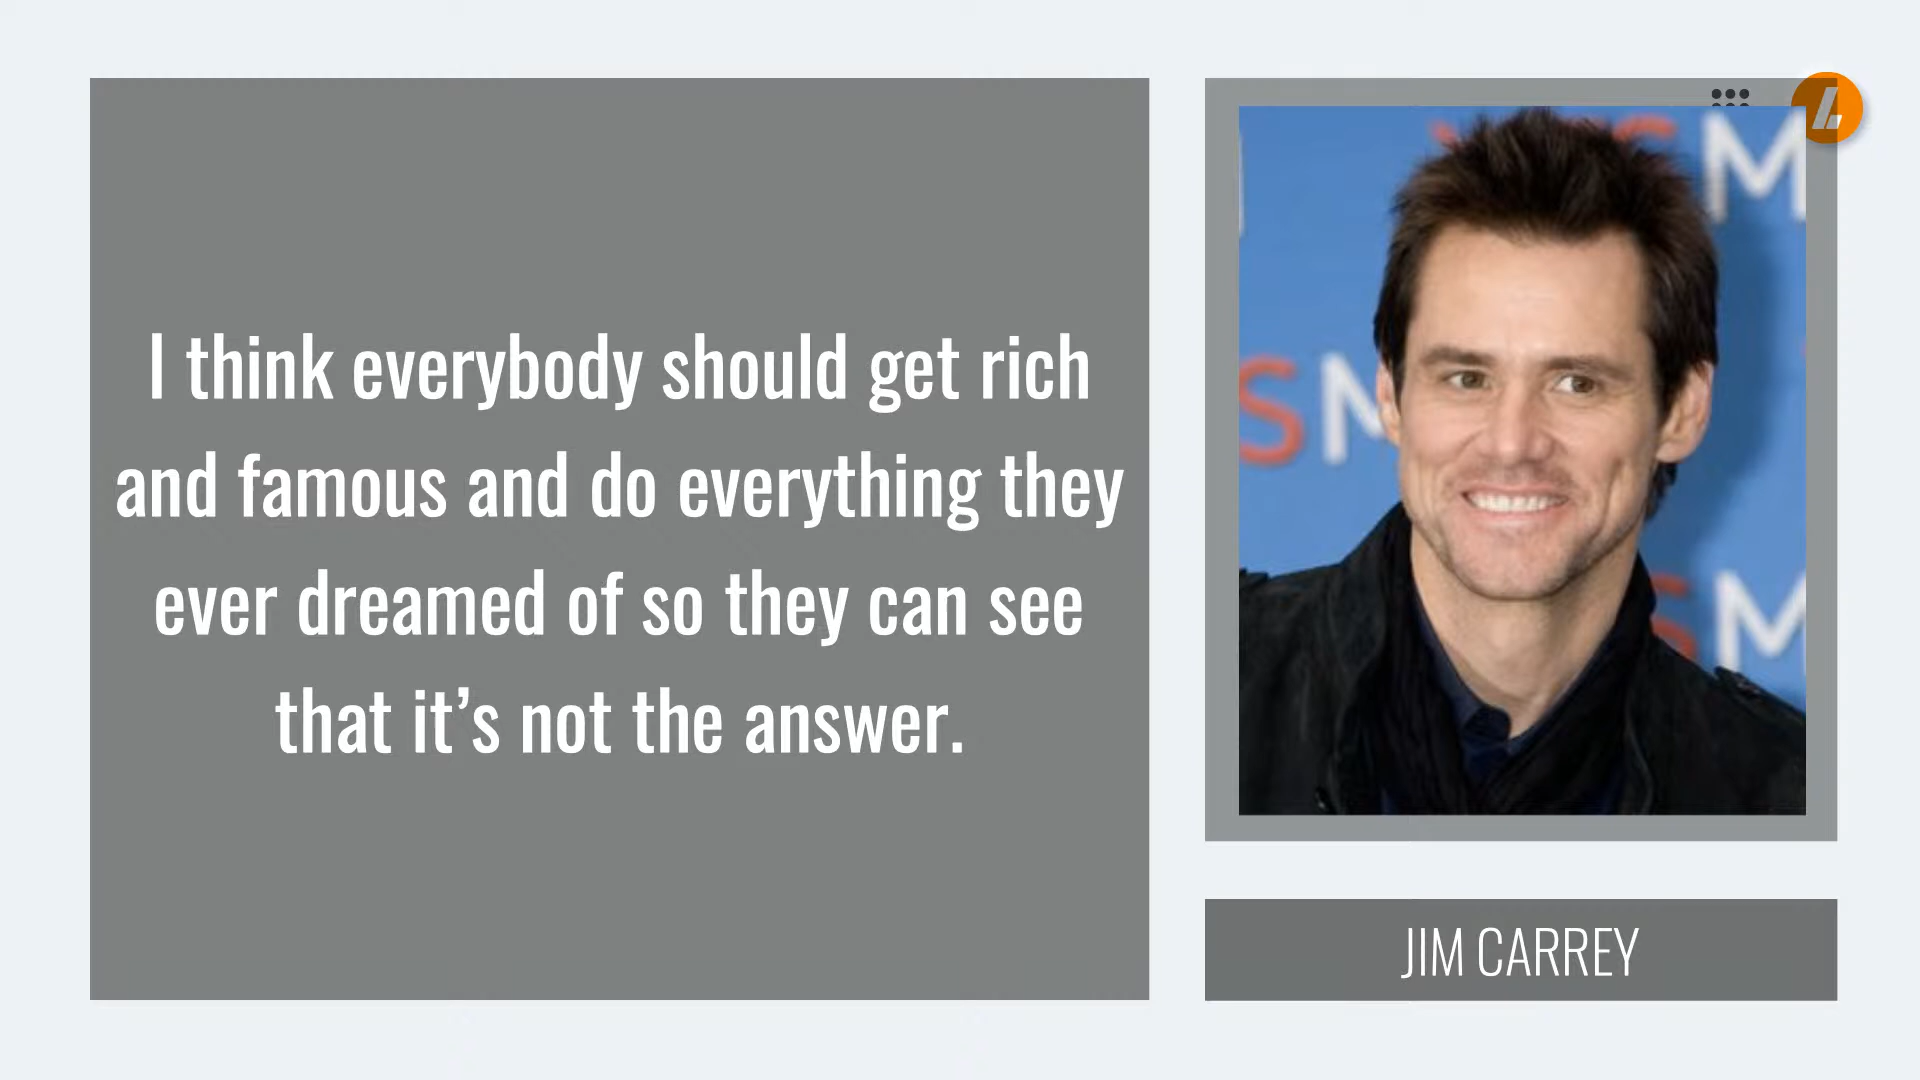 I think everybody should get rich
and famous and do everything they
ever dreamed of so they can see
that it’s not the answer.
M
S M
S M
JIM CARREY